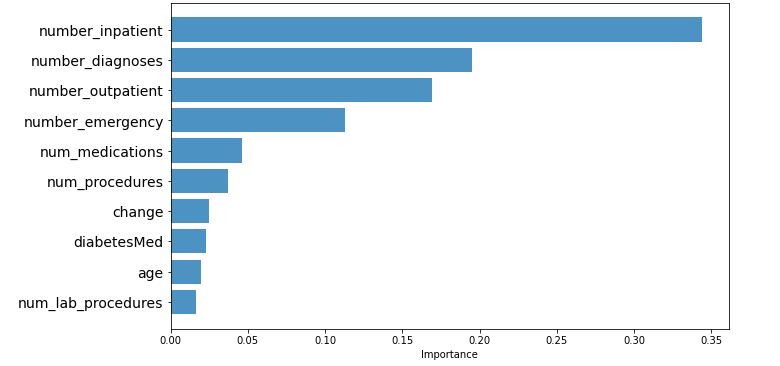 number_inpatient
number_diagnoses
number_outpatient
number_emergency
num_medications
num_procedures
change
diabetesMed
age
num_lab_procedures
0.00 0.05 0.10 0.15 0.20 0.25 0.30 0.35
Importance